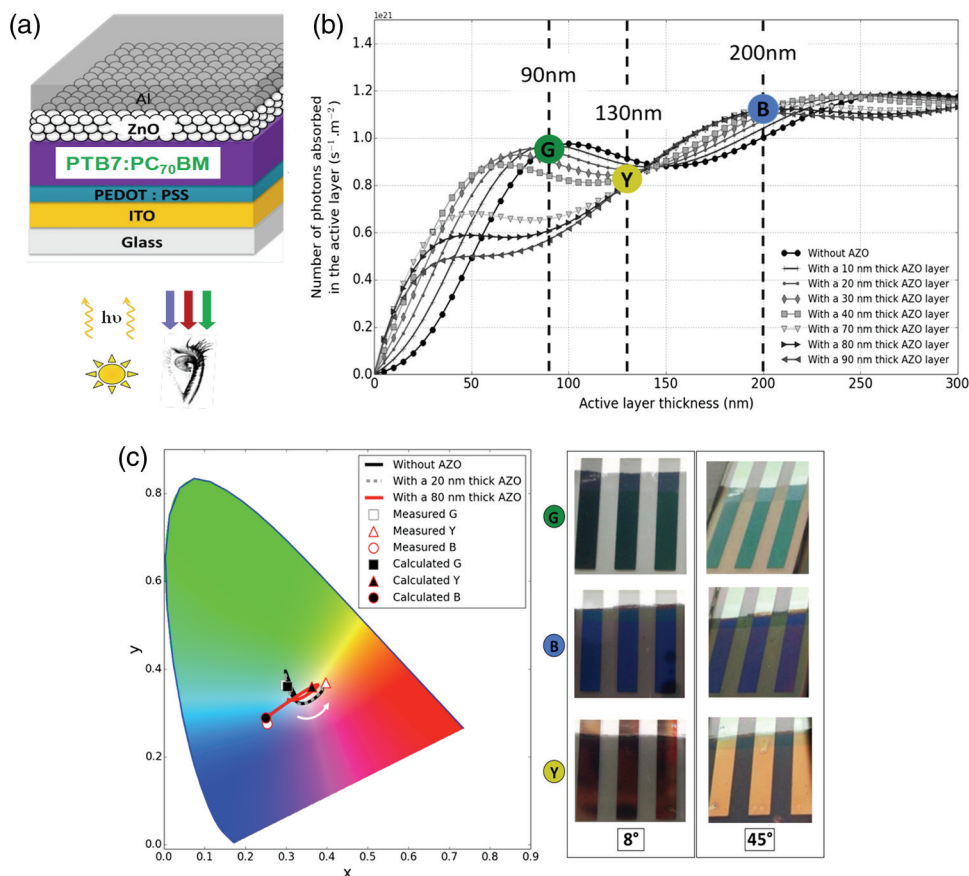 (a)
Al
ZnO
PTB7:PC70BM
PEDOT : PSS
ITO
Glass
hυ
(b)
1e21
Number of photons absorbed
in the active layer (s⁻¹ .m⁻²)
1.4
1.2
1.0
0.8
0.6
0.4
0.2
0.0
0
50
100
150
200
250
300
Active layer thickness (nm)
90nm
130nm
200nm
G
Y
B
Without AZO
With a 10 nm thick AZO layer
With a 20 nm thick AZO layer
With a 30 nm thick AZO layer
With a 40 nm thick AZO layer
With a 70 nm thick AZO layer
With a 80 nm thick AZO layer
With a 90 nm thick AZO layer
(c)
y
0.8
0.6
0.4
0.2
0.0
0.0 0.1 0.2 0.3 0.4 0.5 0.6 0.7 0.8 0.9
x
Without AZO
With a 20 nm thick AZO
With a 80 nm thick AZO
Measured G
Measured Y
Measured B
Calculated G
Calculated Y
Calculated B
G
B
Y
8°
45°